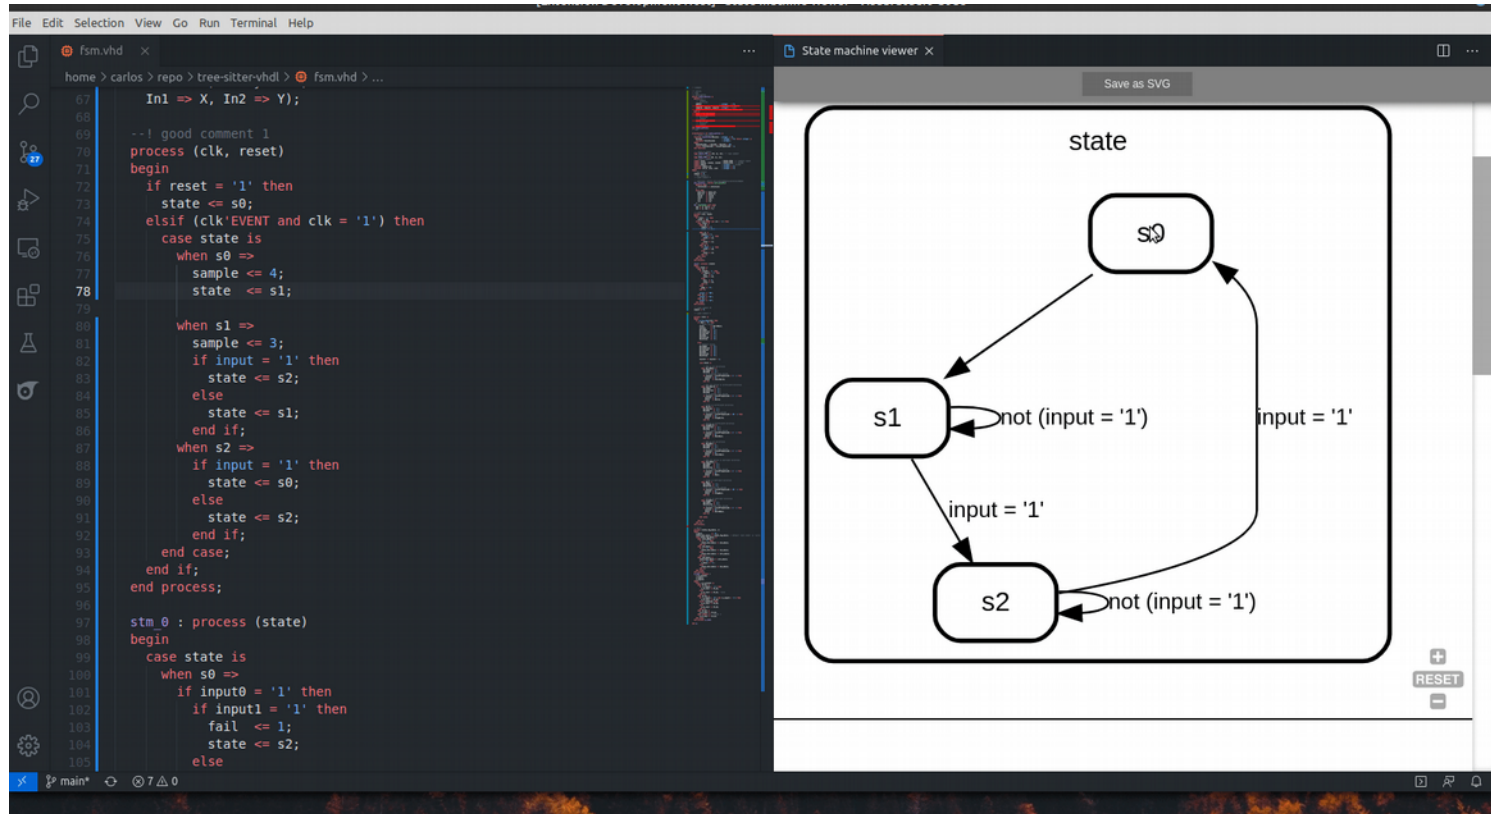 File Edit Selection View Go Run Terminal Help
fsm.vhd
home > carlos > repo > tree-sitter-vhdl > fsm.vhd > ...
67 In1 => X, In2 => Y);
68
69 --! good comment 1
70 process (clk, reset)
71 begin
72 if reset = '1' then
73 state <= s0;
74 elsif (clk'EVENT and clk = '1') then
75 case state is
76 when s0 =>
77 sample <= 4;
78 state <= s1;
79
80 when s1 =>
81 sample <= 3;
82 if input = '1' then
83 state <= s2;
84 else
85 state <= s1;
86 end if;
87 when s2 =>
88 if input = '1' then
89 state <= s0;
90 else
91 state <= s2;
92 end if;
93 end case;
94 end if;
95 end process;
96
97 stm_0 : process (state)
98 begin
99 case state is
100 when s0 =>
101 if input0 = '1' then
102 if input1 = '1' then
103 fail <= 1;
104 state <= s2;
105 else
27
main* 7 0
State machine viewer
Save as SVG
state
s0
s1
not (input = '1')
input = '1'
input = '1'
s2
not (input = '1')
RESET